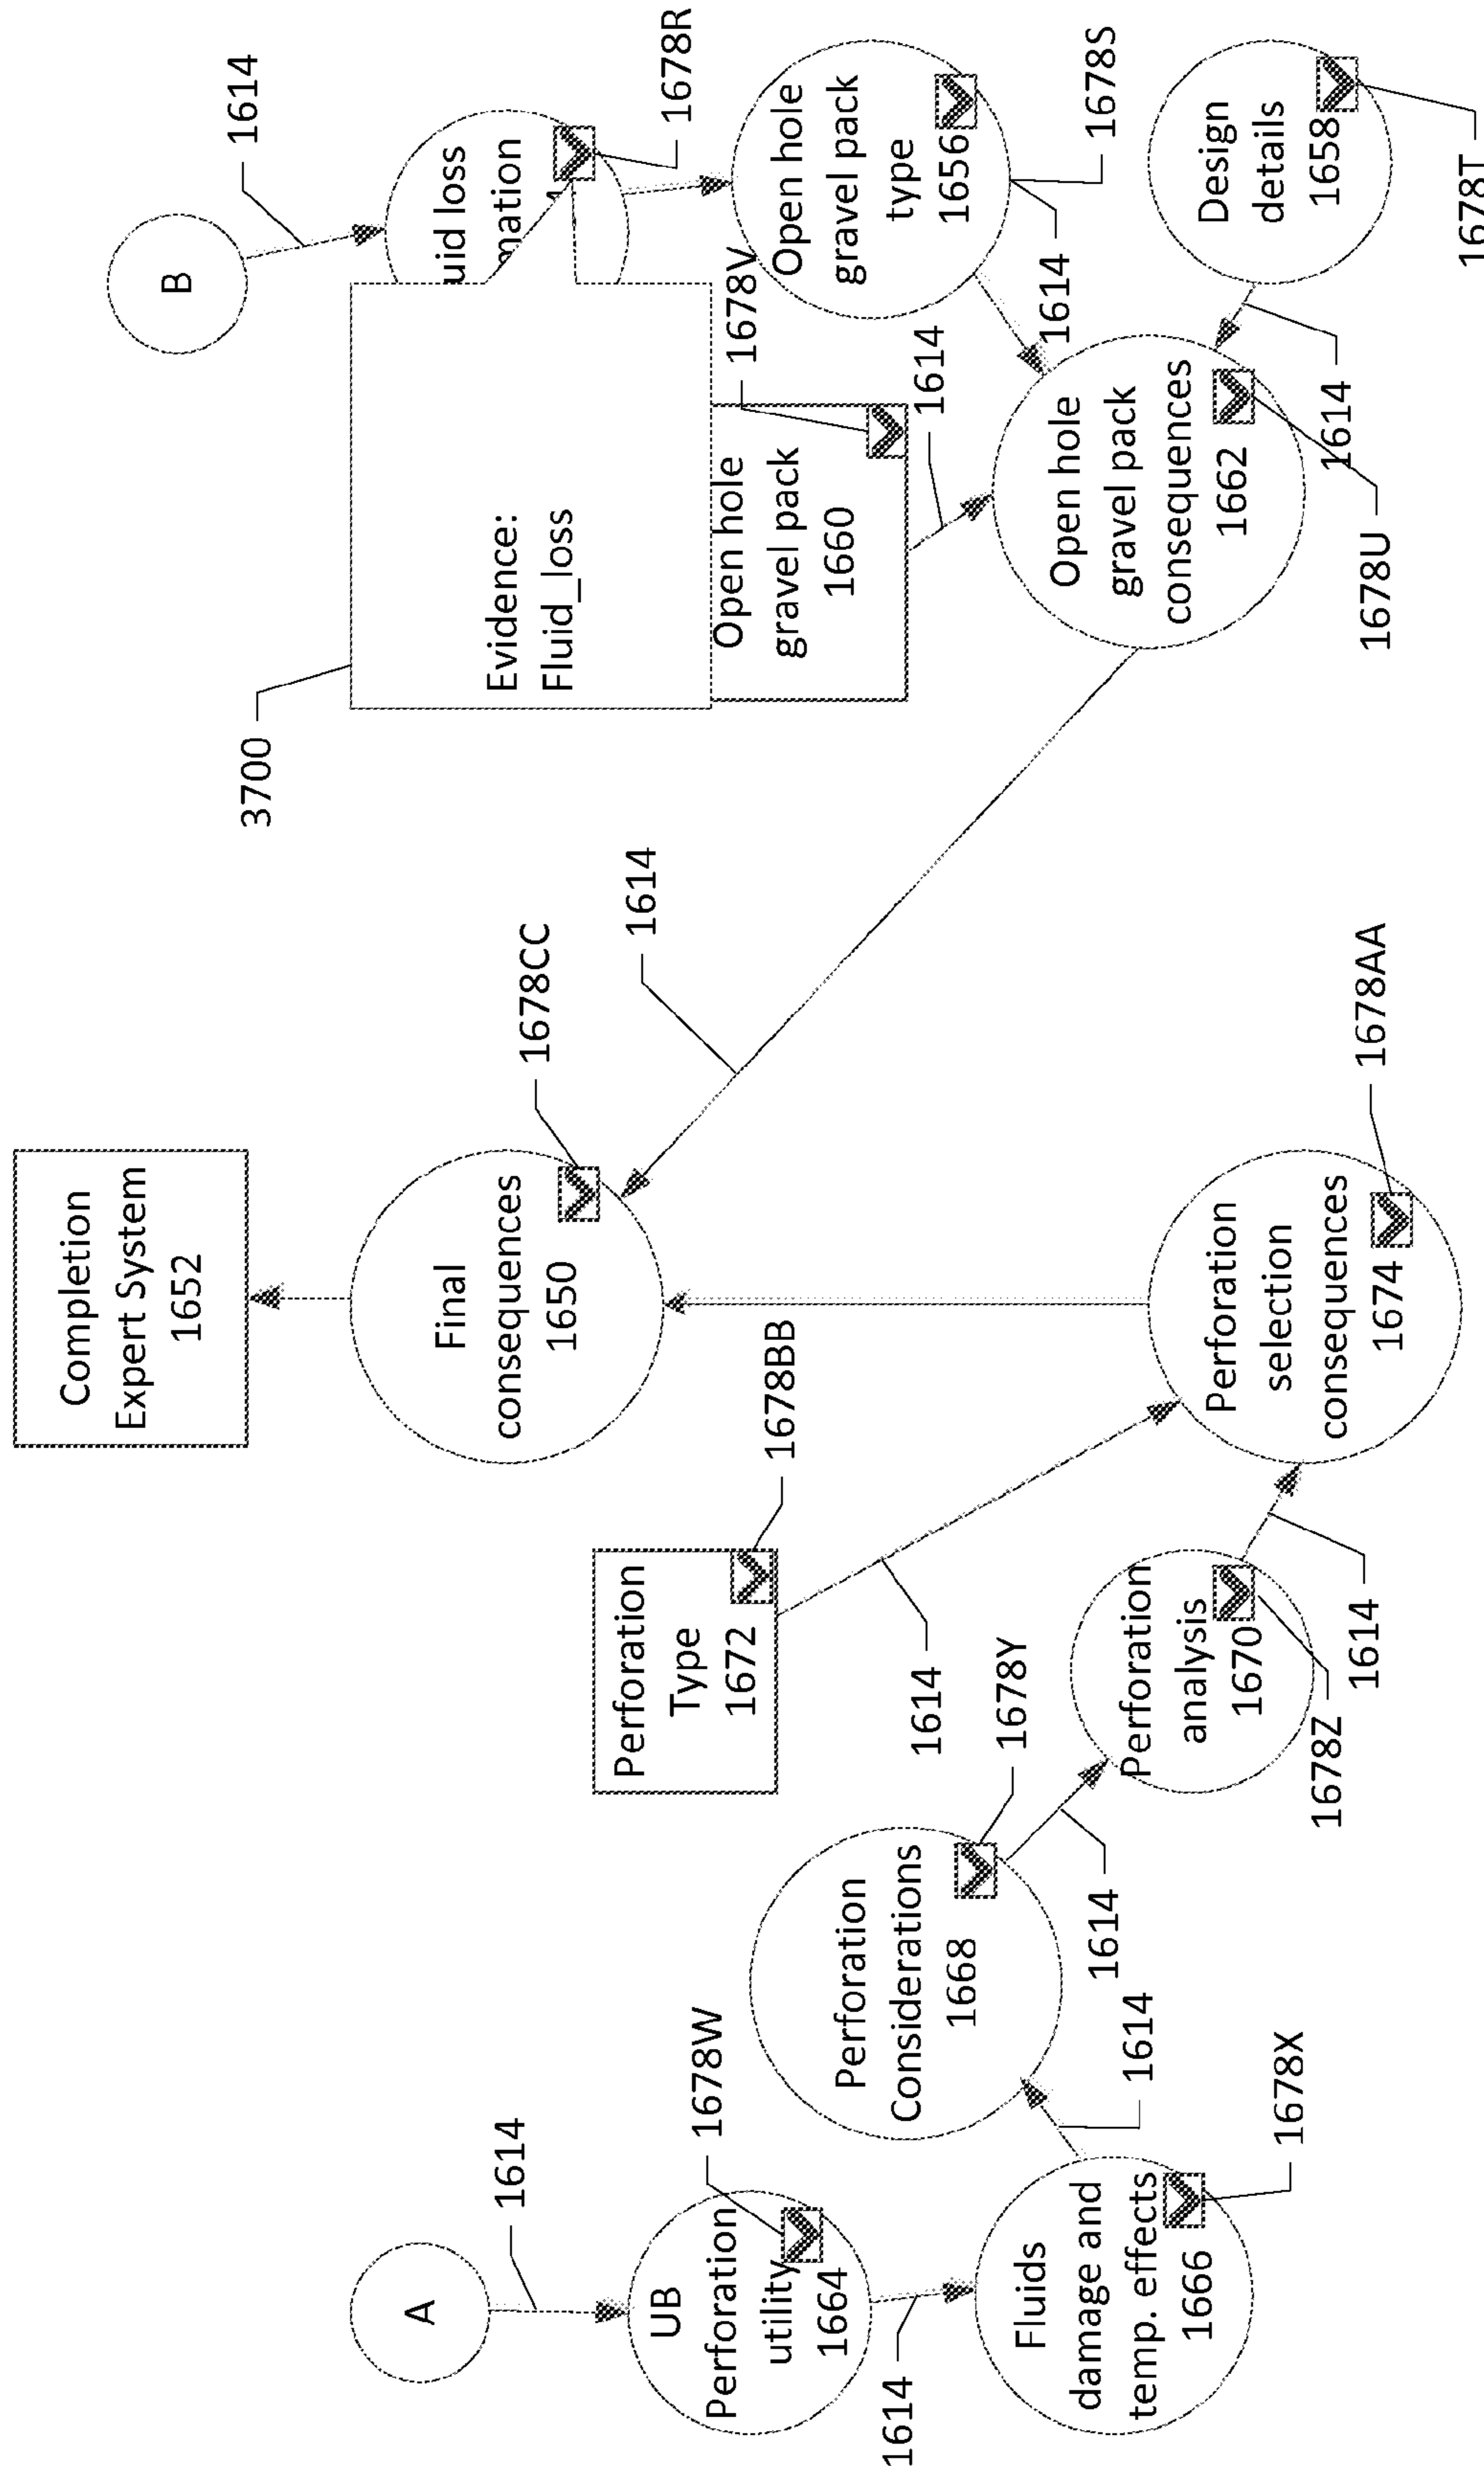 Completion
Expert System
1652
B
1614
3700
uid loss
mation
1678R
Evidence:
Fluid_loss
Final
consequences
1650
1678CC
A
1614
1614
Perforation
Type
1672
1678BB
Open hole
gravel pack
1660
1678V
Open hole
gravel pack
type
1656
1678S
UB
Perforation
utility
1664
1678W
1614
1614
1614
1614
Perforation
Considerations
1668
1678Y
Fluids
damage and
temp. effects
1666
1678X
1614
1614
Perforation
analysis
1670
1678Z
1614
Open hole
gravel pack
consequences
1662
1678U
1614
Design
details
1658
1678T
Perforation
selection
consequences
1674
1678AA